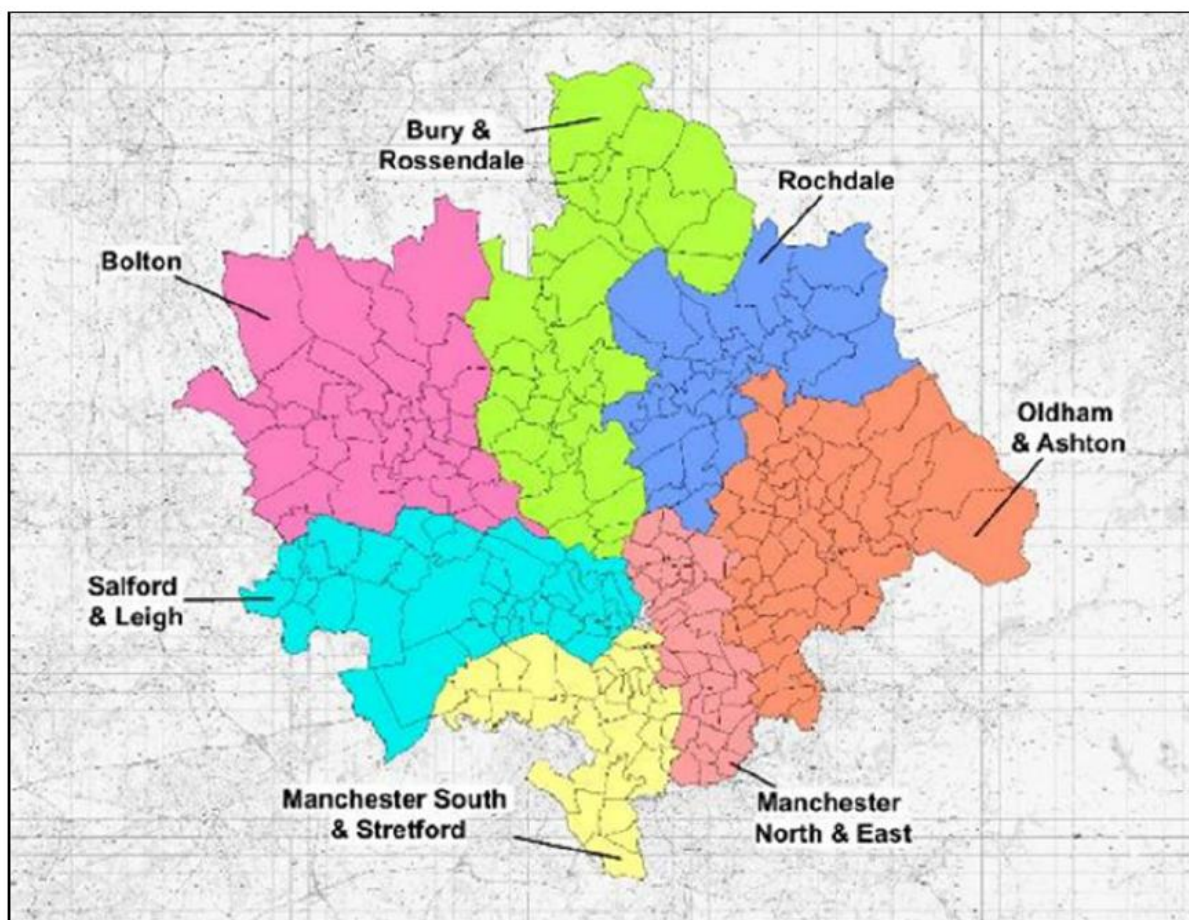 Bury &
Rossendale
Rochdale
Bolton
Oldham
& Ashton
Salford
& Leigh
Manchester South
& Stretford
Manchester
North & East